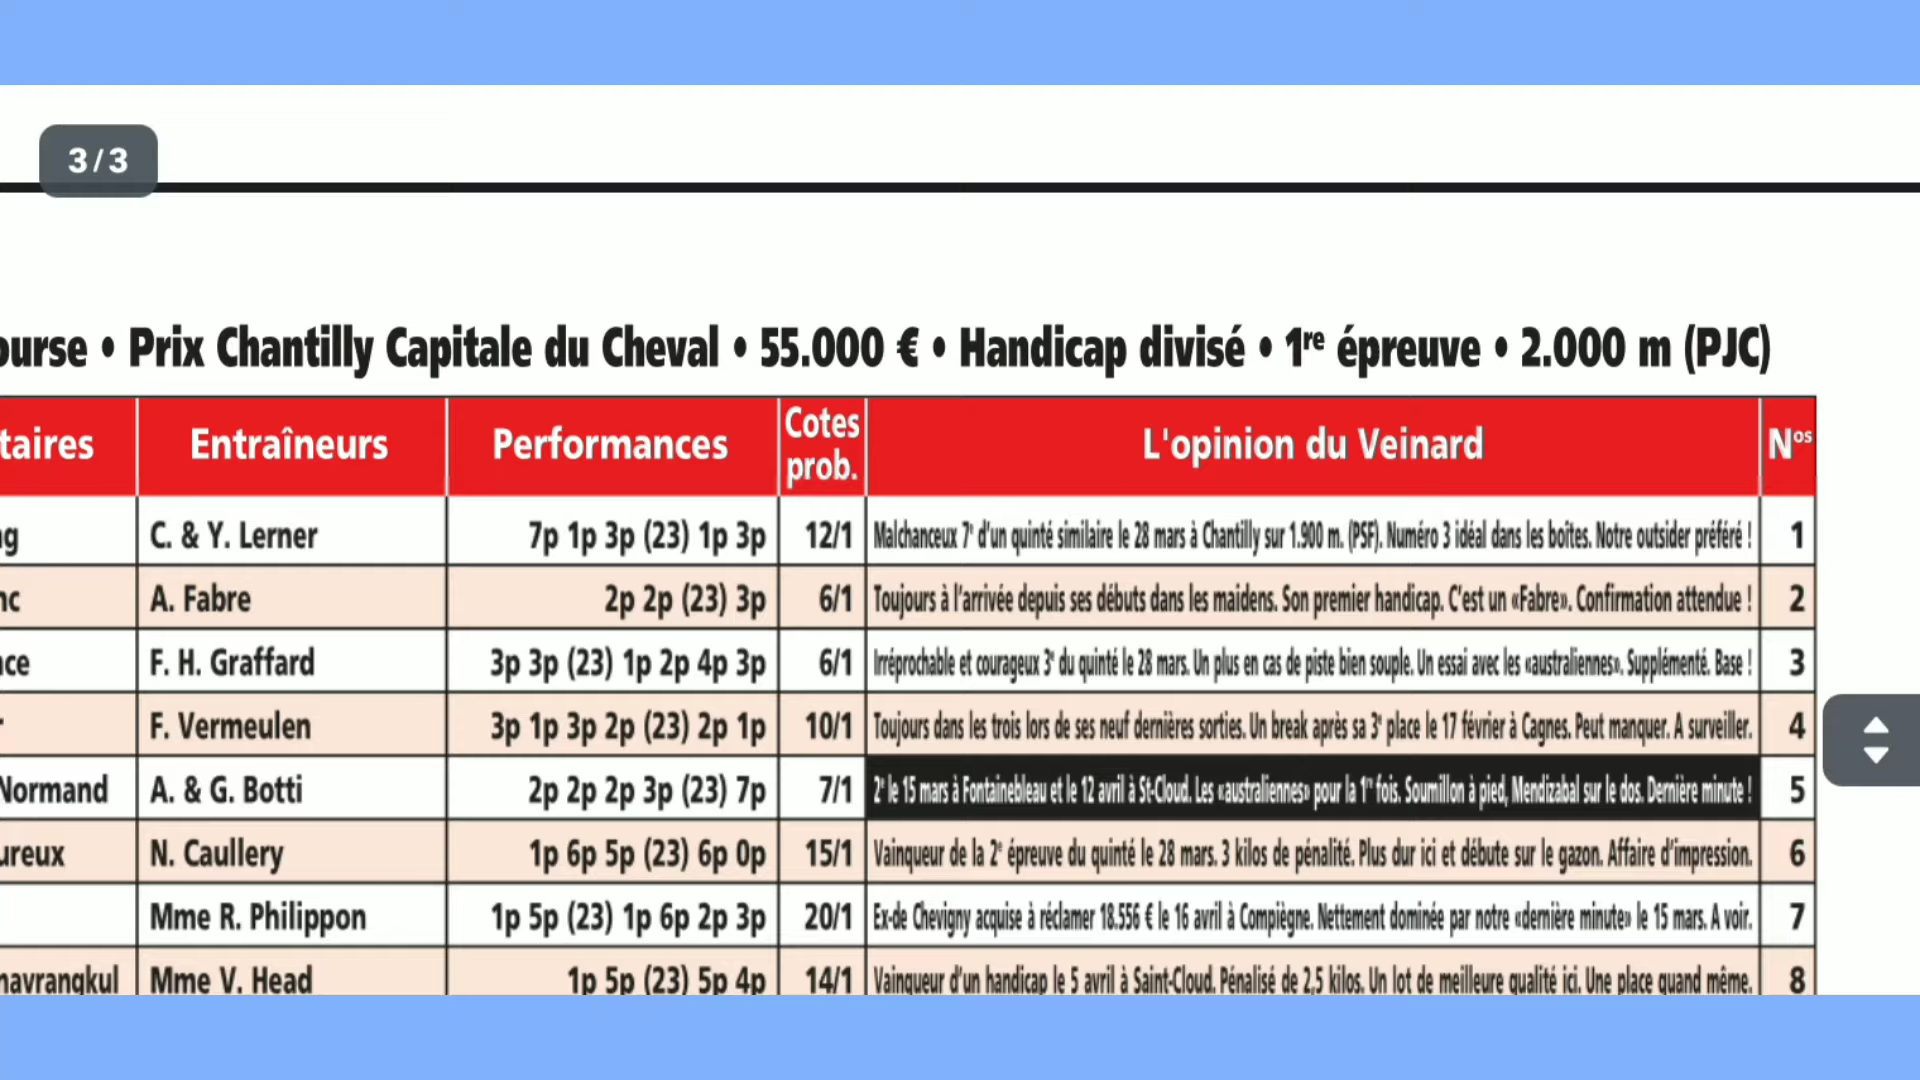 3/3
ourse • Prix Chantilly Capitale du Cheval • 55.000 € • Handicap divisé • 1re épreuve • 2.000 m (PJC)
taires Entraîneurs Performances Cotes prob. L'opinion du Veinard Nos
g C. & Y. Lerner 7p 1p 3p (23) 1p 3p 12/1 Malchanceux 7e d'un quinté similaire le 28 mars à Chantilly sur 1.900 m. (PSF). Numéro 3 idéal dans les boîtes. Notre outsider préféré ! 1
nc A. Fabre 2p 2p (23) 3p 6/1 Toujours à l'arrivée depuis ses débuts dans les maidens. Son premier handicap. C'est un «Fabre». Confirmation attendue ! 2
ce F. H. Graffard 3p 3p (23) 1p 2p 4p 3p 6/1 Irréprochable et courageux 3e du quinté le 28 mars. Un plus en cas de piste bien souple. Un essai avec les «australiennes». Supplémenté. Base ! 3
r F. Vermeulen 3p 1p 3p 2p (23) 2p 1p 10/1 Toujours dans les trois lors de ses neuf dernières sorties. Un break après sa 3e place le 17 février à Cagnes. Peut manquer. A surveiller. 4
Normand A. & G. Botti 2p 2p 2p 3p (23) 7p 7/1 2e le 15 mars à Fontainebleau et le 12 avril à St-Cloud. Les «australiennes» pour la 1re fois. Soumillon à pied, Mendizabal sur le dos. Dernière minute ! 5
ureux N. Caullery 1p 6p 5p (23) 6p 0p 15/1 Vainqueur de la 2e épreuve du quinté le 28 mars. 3 kilos de pénalité. Plus dur ici et débute sur le gazon. Affaire d'impression. 6
Mme R. Philippon 1p 5p (23) 1p 6p 2p 3p 20/1 Ex-de Chevigny acquise à réclamer 18.556 € le 16 avril à Compiègne. Nettement dominée par notre «dernière minute» le 15 mars. A voir. 7
navrangkul Mme V. Head 1p 5p (23) 5p 4p 14/1 Vainqueur d'un handicap le 5 avril à Saint-Cloud. Pénalisé de 2,5 kilos. Un lot de meilleure qualité ici. Une place quand même. 8